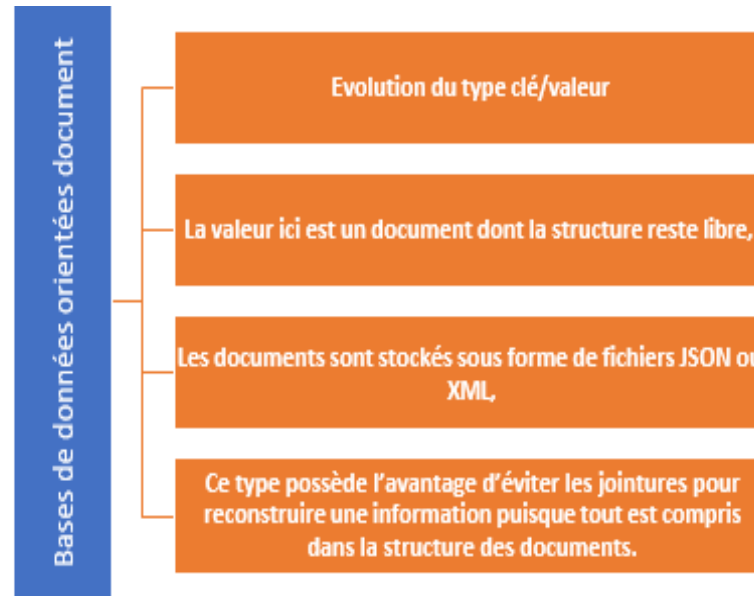 Bases de données orientées document
Evolution du type clé/valeur
La valeur ici est un document dont la structure reste libre,
Les documents sont stockés sous forme de fichiers JSON ou
XML,
Ce type possède l’avantage d’éviter les jointures pour
reconstruire une information puisque tout est compris
dans la structure des documents.